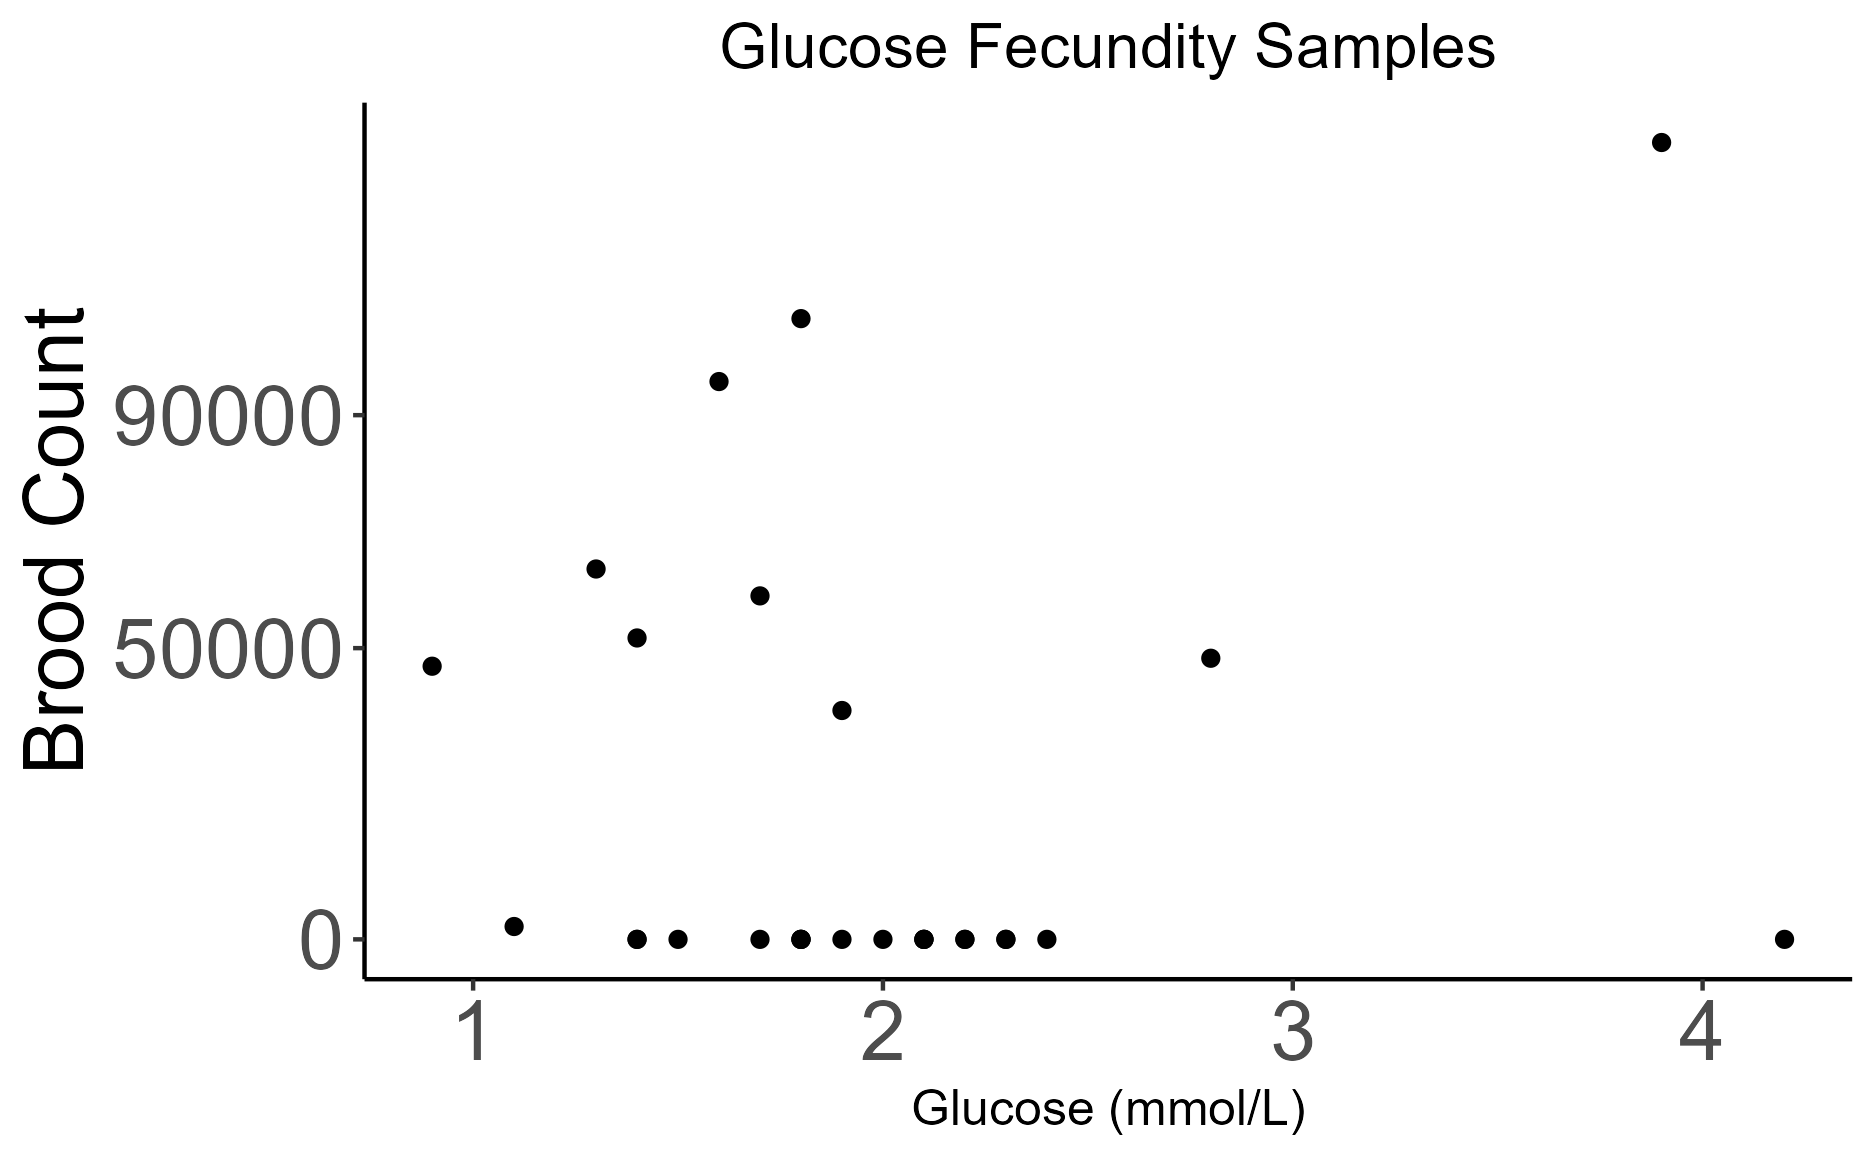 Glucose Fecundity Samples
Brood Count
90000
50000
0
1 2 3 4
Glucose (mmol/L)